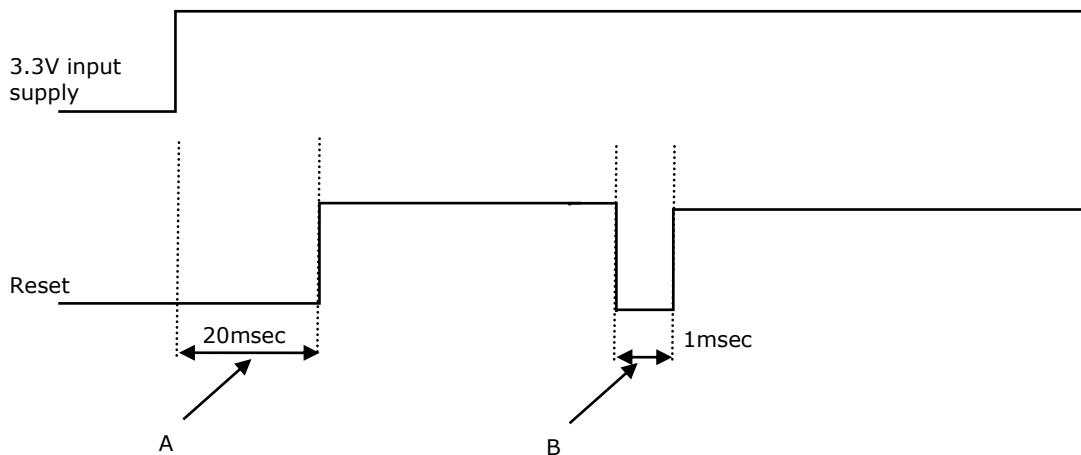 3.3V input
supply
Reset
20msec
1msec
A
B